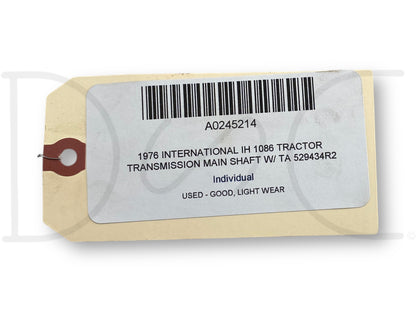 A0245214
1976 INTERNATIONAL IH 1086 TRACTOR
TRANSMISSION MAIN SHAFT W/ TA 529434R2
Individual
USED - GOOD, LIGHT WEAR